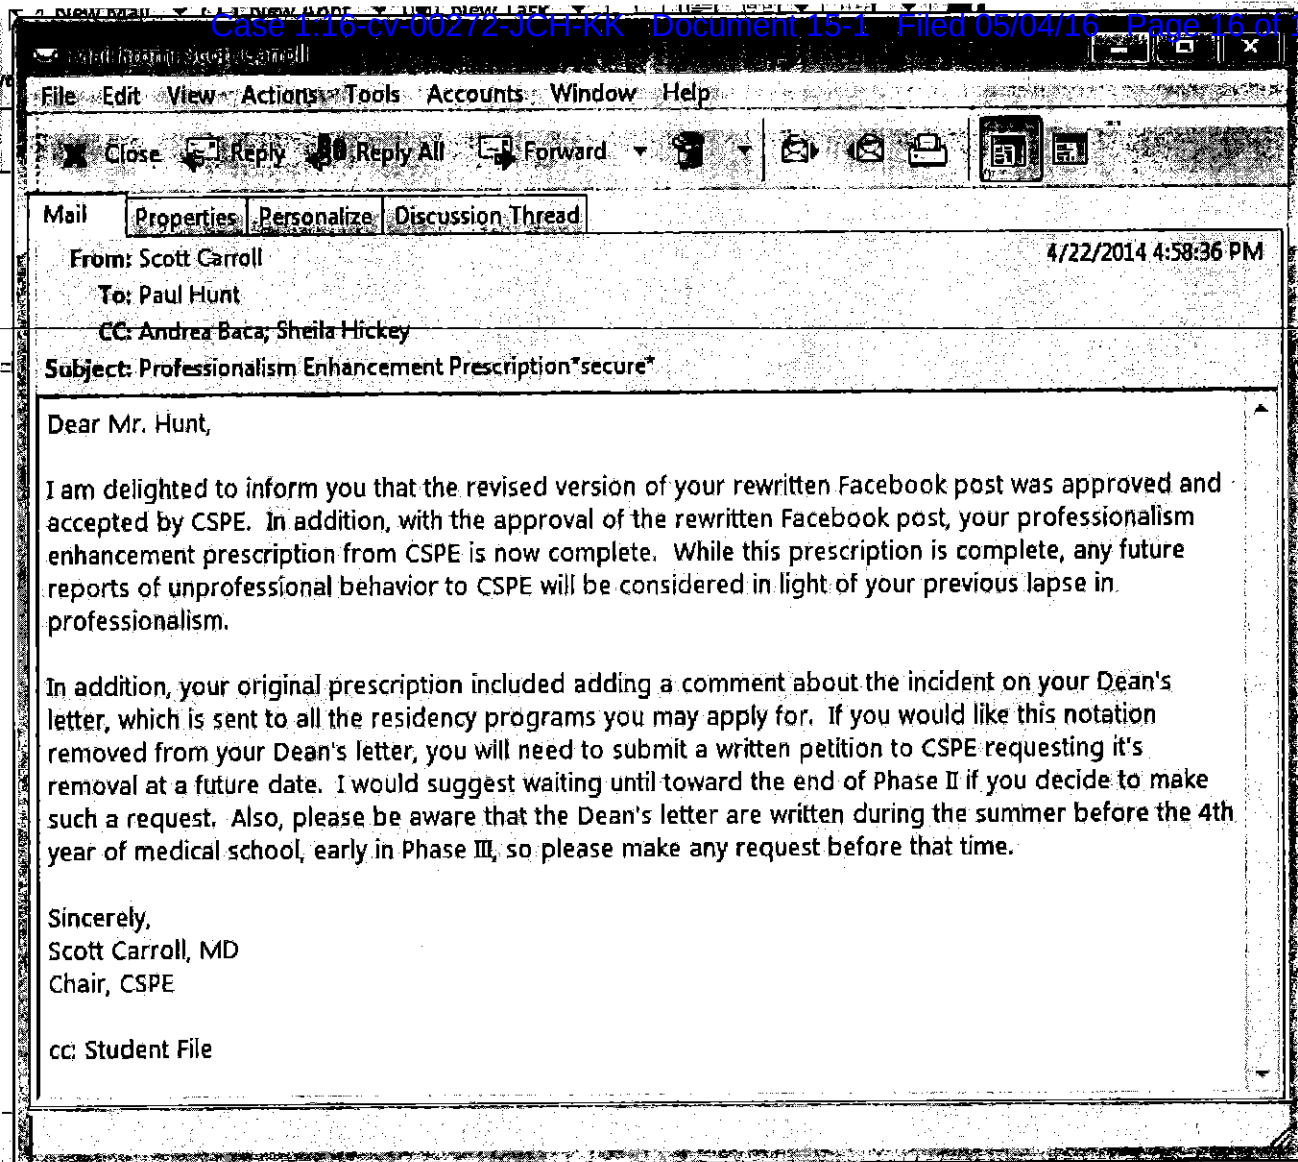 New Mail New Appt New Task
Case 1:16-cv-00272-JCH-KK Document 15-1 Filed 05/04/16 Page 16 of
Mail From: Scott Carroll
File Edit View Actions Tools Accounts Window Help
Close Reply Reply All Forward
Mail Properties Personalize Discussion Thread
From: Scott Carroll 4/22/2014 4:58:36 PM
To: Paul Hunt
CC: Andrea Baca; Sheila Hickey
Subject: Professionalism Enhancement Prescription*secure*
Dear Mr. Hunt,
I am delighted to inform you that the revised version of your rewritten Facebook post was approved and
accepted by CSPE. In addition, with the approval of the rewritten Facebook post, your professionalism
enhancement prescription from CSPE is now complete. While this prescription is complete, any future
reports of unprofessional behavior to CSPE will be considered in light of your previous lapse in
professionalism.
In addition, your original prescription included adding a comment about the incident on your Dean's
letter, which is sent to all the residency programs you may apply for. If you would like this notation
removed from your Dean's letter, you will need to submit a written petition to CSPE requesting it's
removal at a future date. I would suggest waiting until toward the end of Phase II if you decide to make
such a request. Also, please be aware that the Dean's letter are written during the summer before the 4th
year of medical school, early in Phase III, so please make any request before that time.
Sincerely,
Scott Carroll, MD
Chair, CSPE
cc: Student File